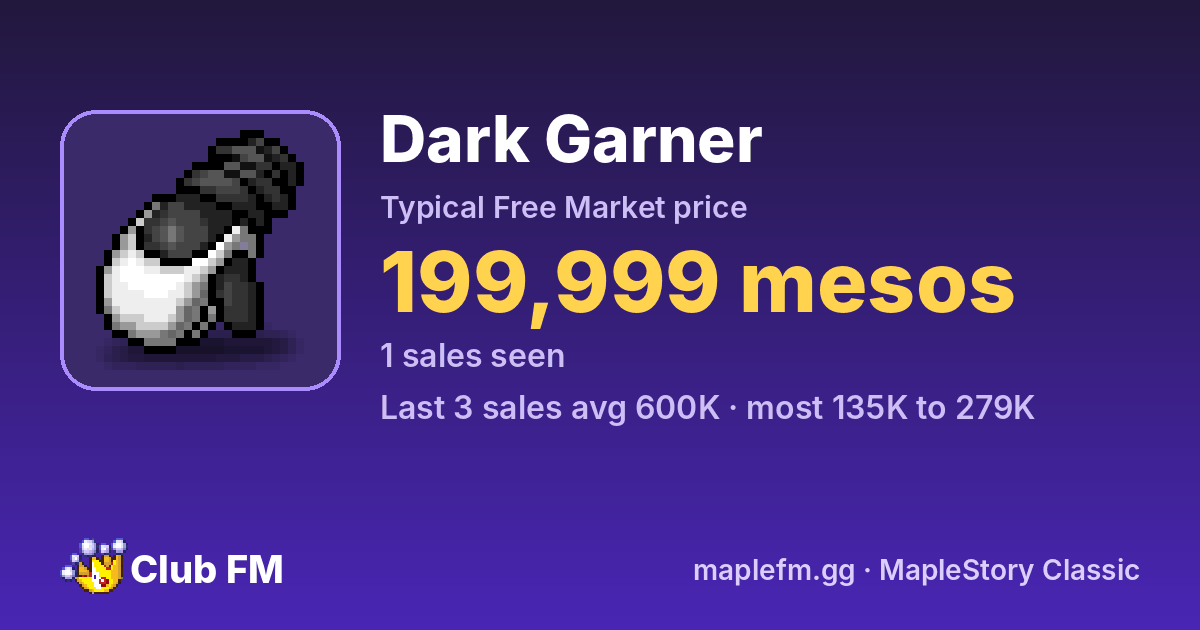 Dark Garner
Typical Free Market price
199,999 mesos
1 sales seen
Last 3 sales avg 600K · most 135K to 279K
Club FM
maplefm.gg · MapleStory Classic